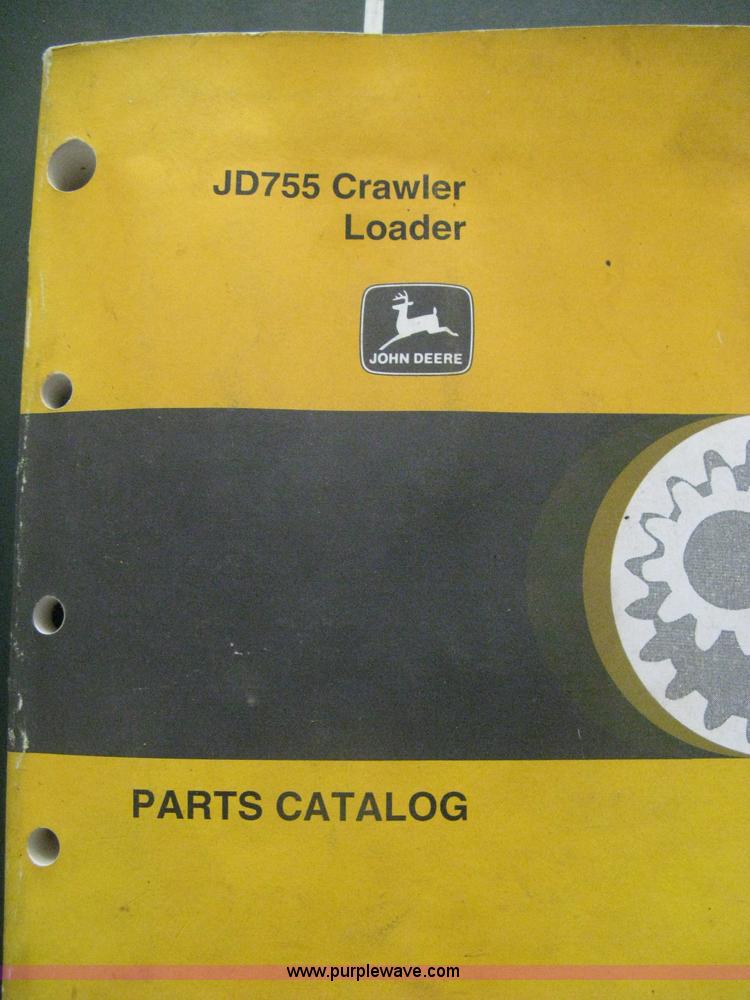 JD755 Crawler
Loader
JOHN DEERE
PARTS CATALOG
www.purplewave.com